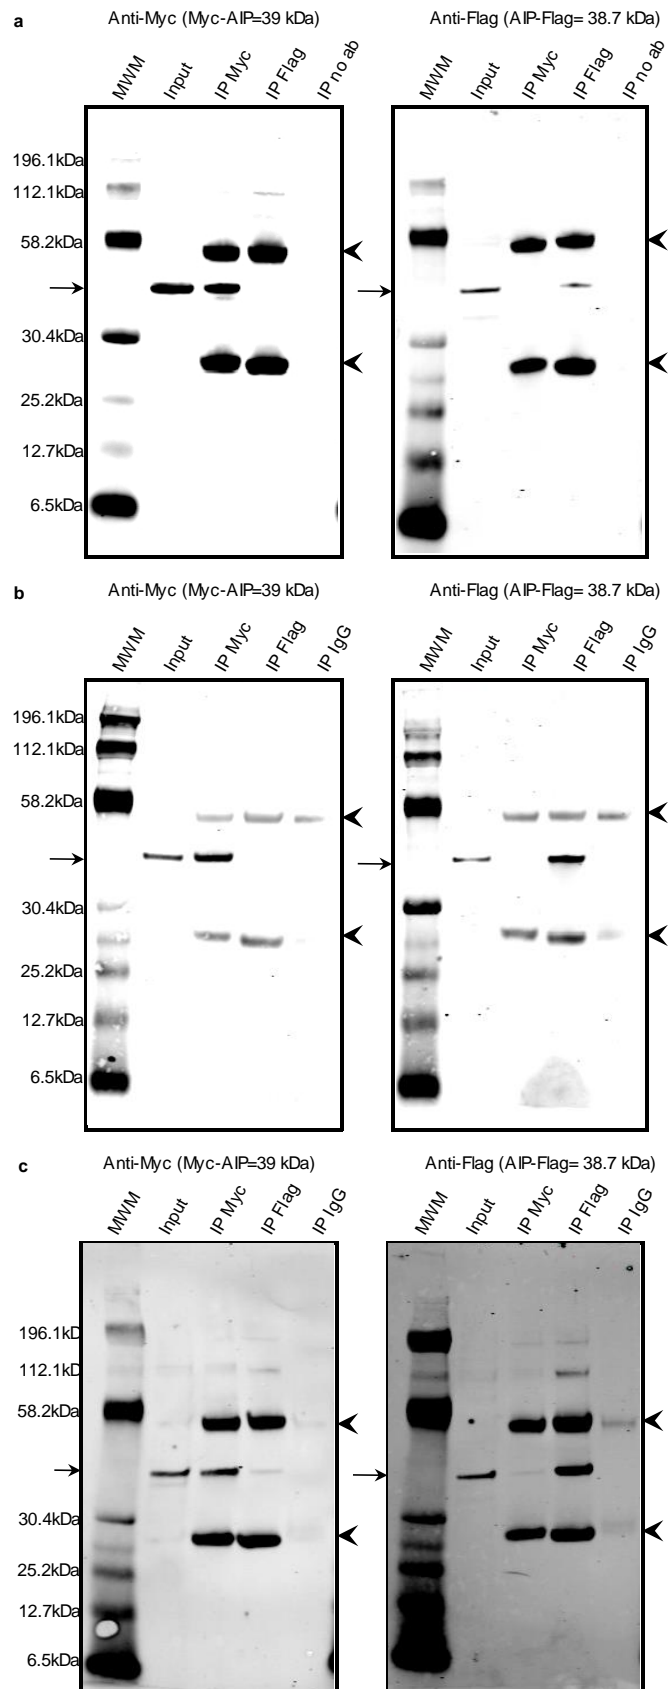 a
Anti-Myc (Myc-AIP=39 kDa)
Anti-Flag (AIP-Flag= 38.7 kDa)
MWM
Input
IP Myc
IP Flag
IP no ab
MWM
Input
IP Myc
IP Flag
IP no ab
196.1kDa
112.1kDa
58.2kDa
30.4kDa
25.2kDa
12.7kDa
6.5kDa
b
Anti-Myc (Myc-AIP=39 kDa)
Anti-Flag (AIP-Flag= 38.7 kDa)
MWM
Input
IP Myc
IP Flag
IP IgG
MWM
Input
IP Myc
IP Flag
IP IgG
196.1kDa
112.1kDa
58.2kDa
30.4kDa
25.2kDa
12.7kDa
6.5kDa
c
Anti-Myc (Myc-AIP=39 kDa)
Anti-Flag (AIP-Flag= 38.7 kDa)
MWM
Input
IP Myc
IP Flag
IP IgG
MWM
Input
IP Myc
IP Flag
IP IgG
196.1kD
112.1kD
58.2kDa
30.4kDa
25.2kDa
12.7kDa
6.5kDa